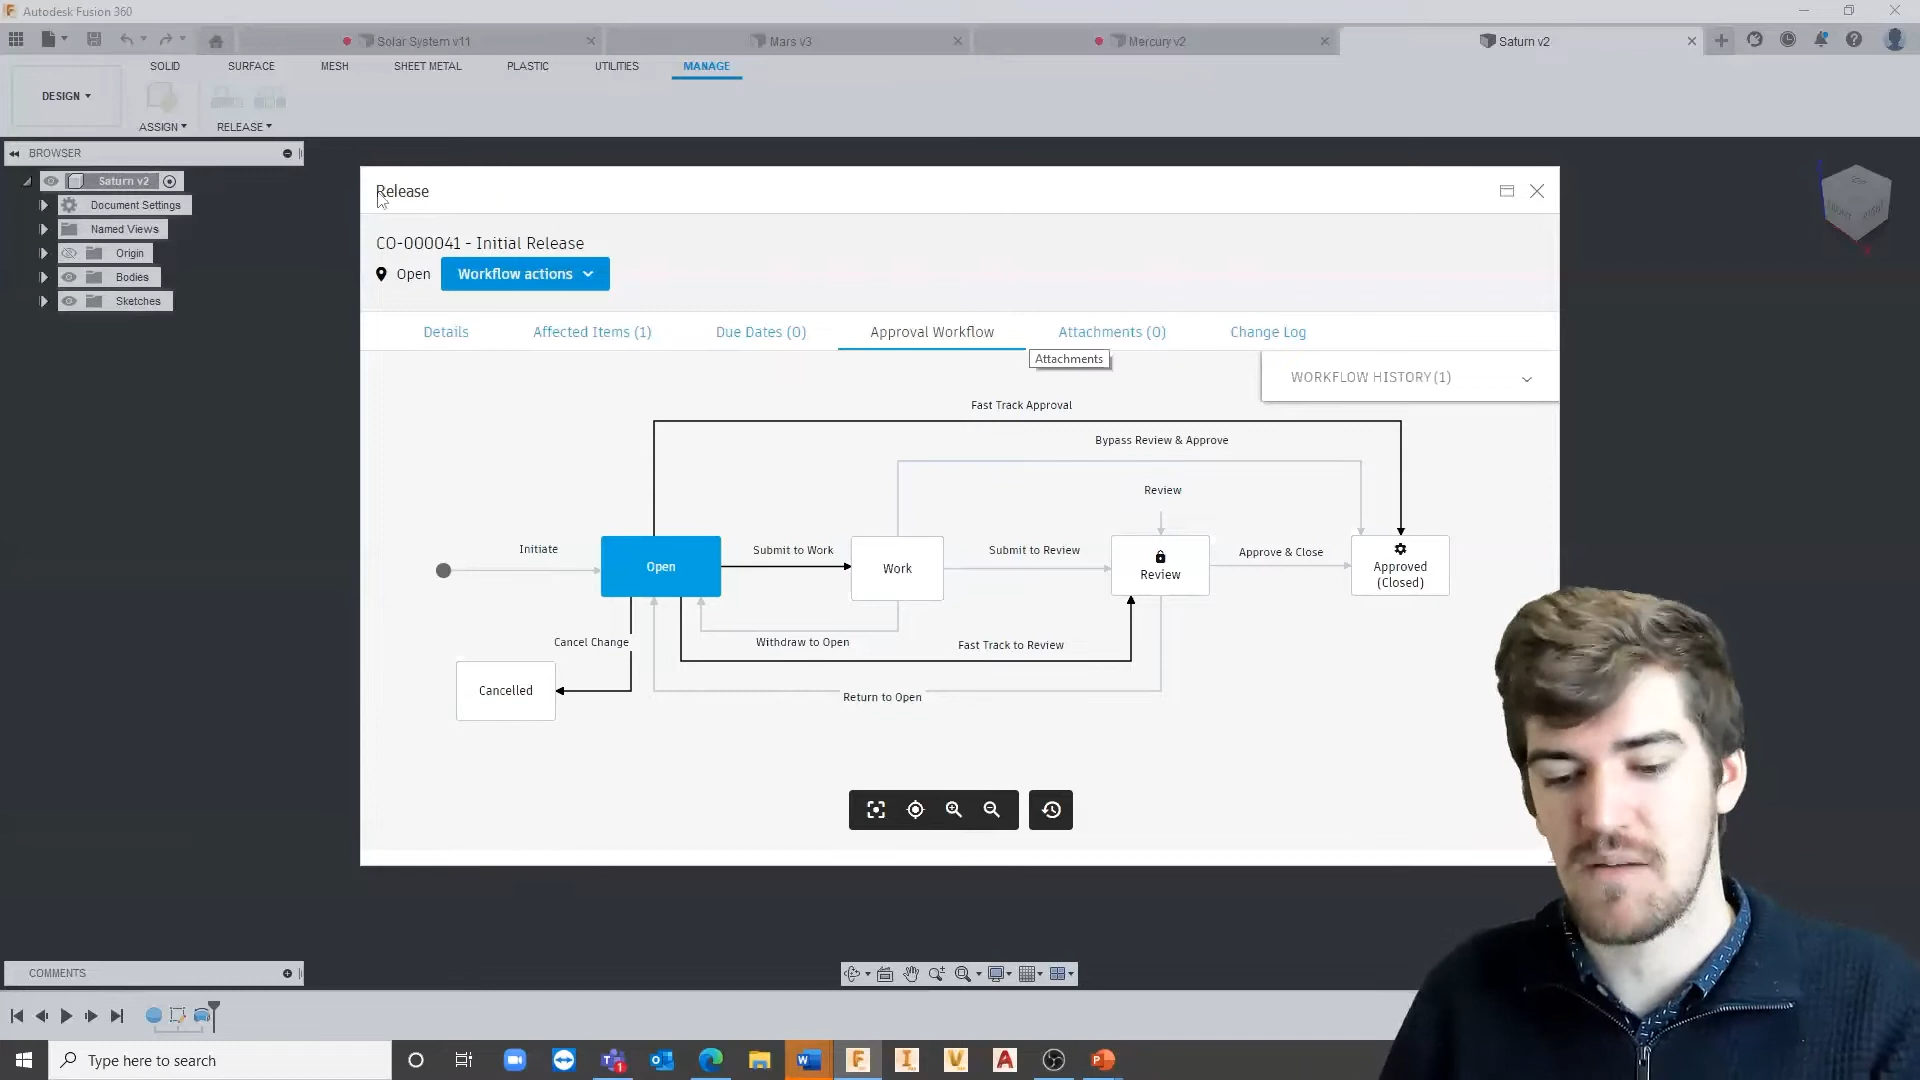 Autodesk Fusion 360
Solar System v11
Mars v3
Mercury v2
Saturn v2
SOLID SURFACE MESH SHEET METAL PLASTIC UTILITIES MANAGE
DESIGN
ASSIGN RELEASE
BROWSER
Saturn v2
Document Settings
Named Views
Origin
Bodies
Sketches
Release
CO-000041 - Initial Release
Open
Workflow actions
Details
Affected Items (1)
Due Dates (0)
Approval Workflow
Attachments (0)
Change Log
Attachments
WORKFLOW HISTORY (1)
Fast Track Approval
Bypass Review & Approve
Review
Initiate
Open
Submit to Work
Work
Submit to Review
Review
Approve & Close
Approved
(Closed)
Cancel Change
Withdraw to Open
Fast Track to Review
Cancelled
Return to Open
COMMENTS
Type here to search